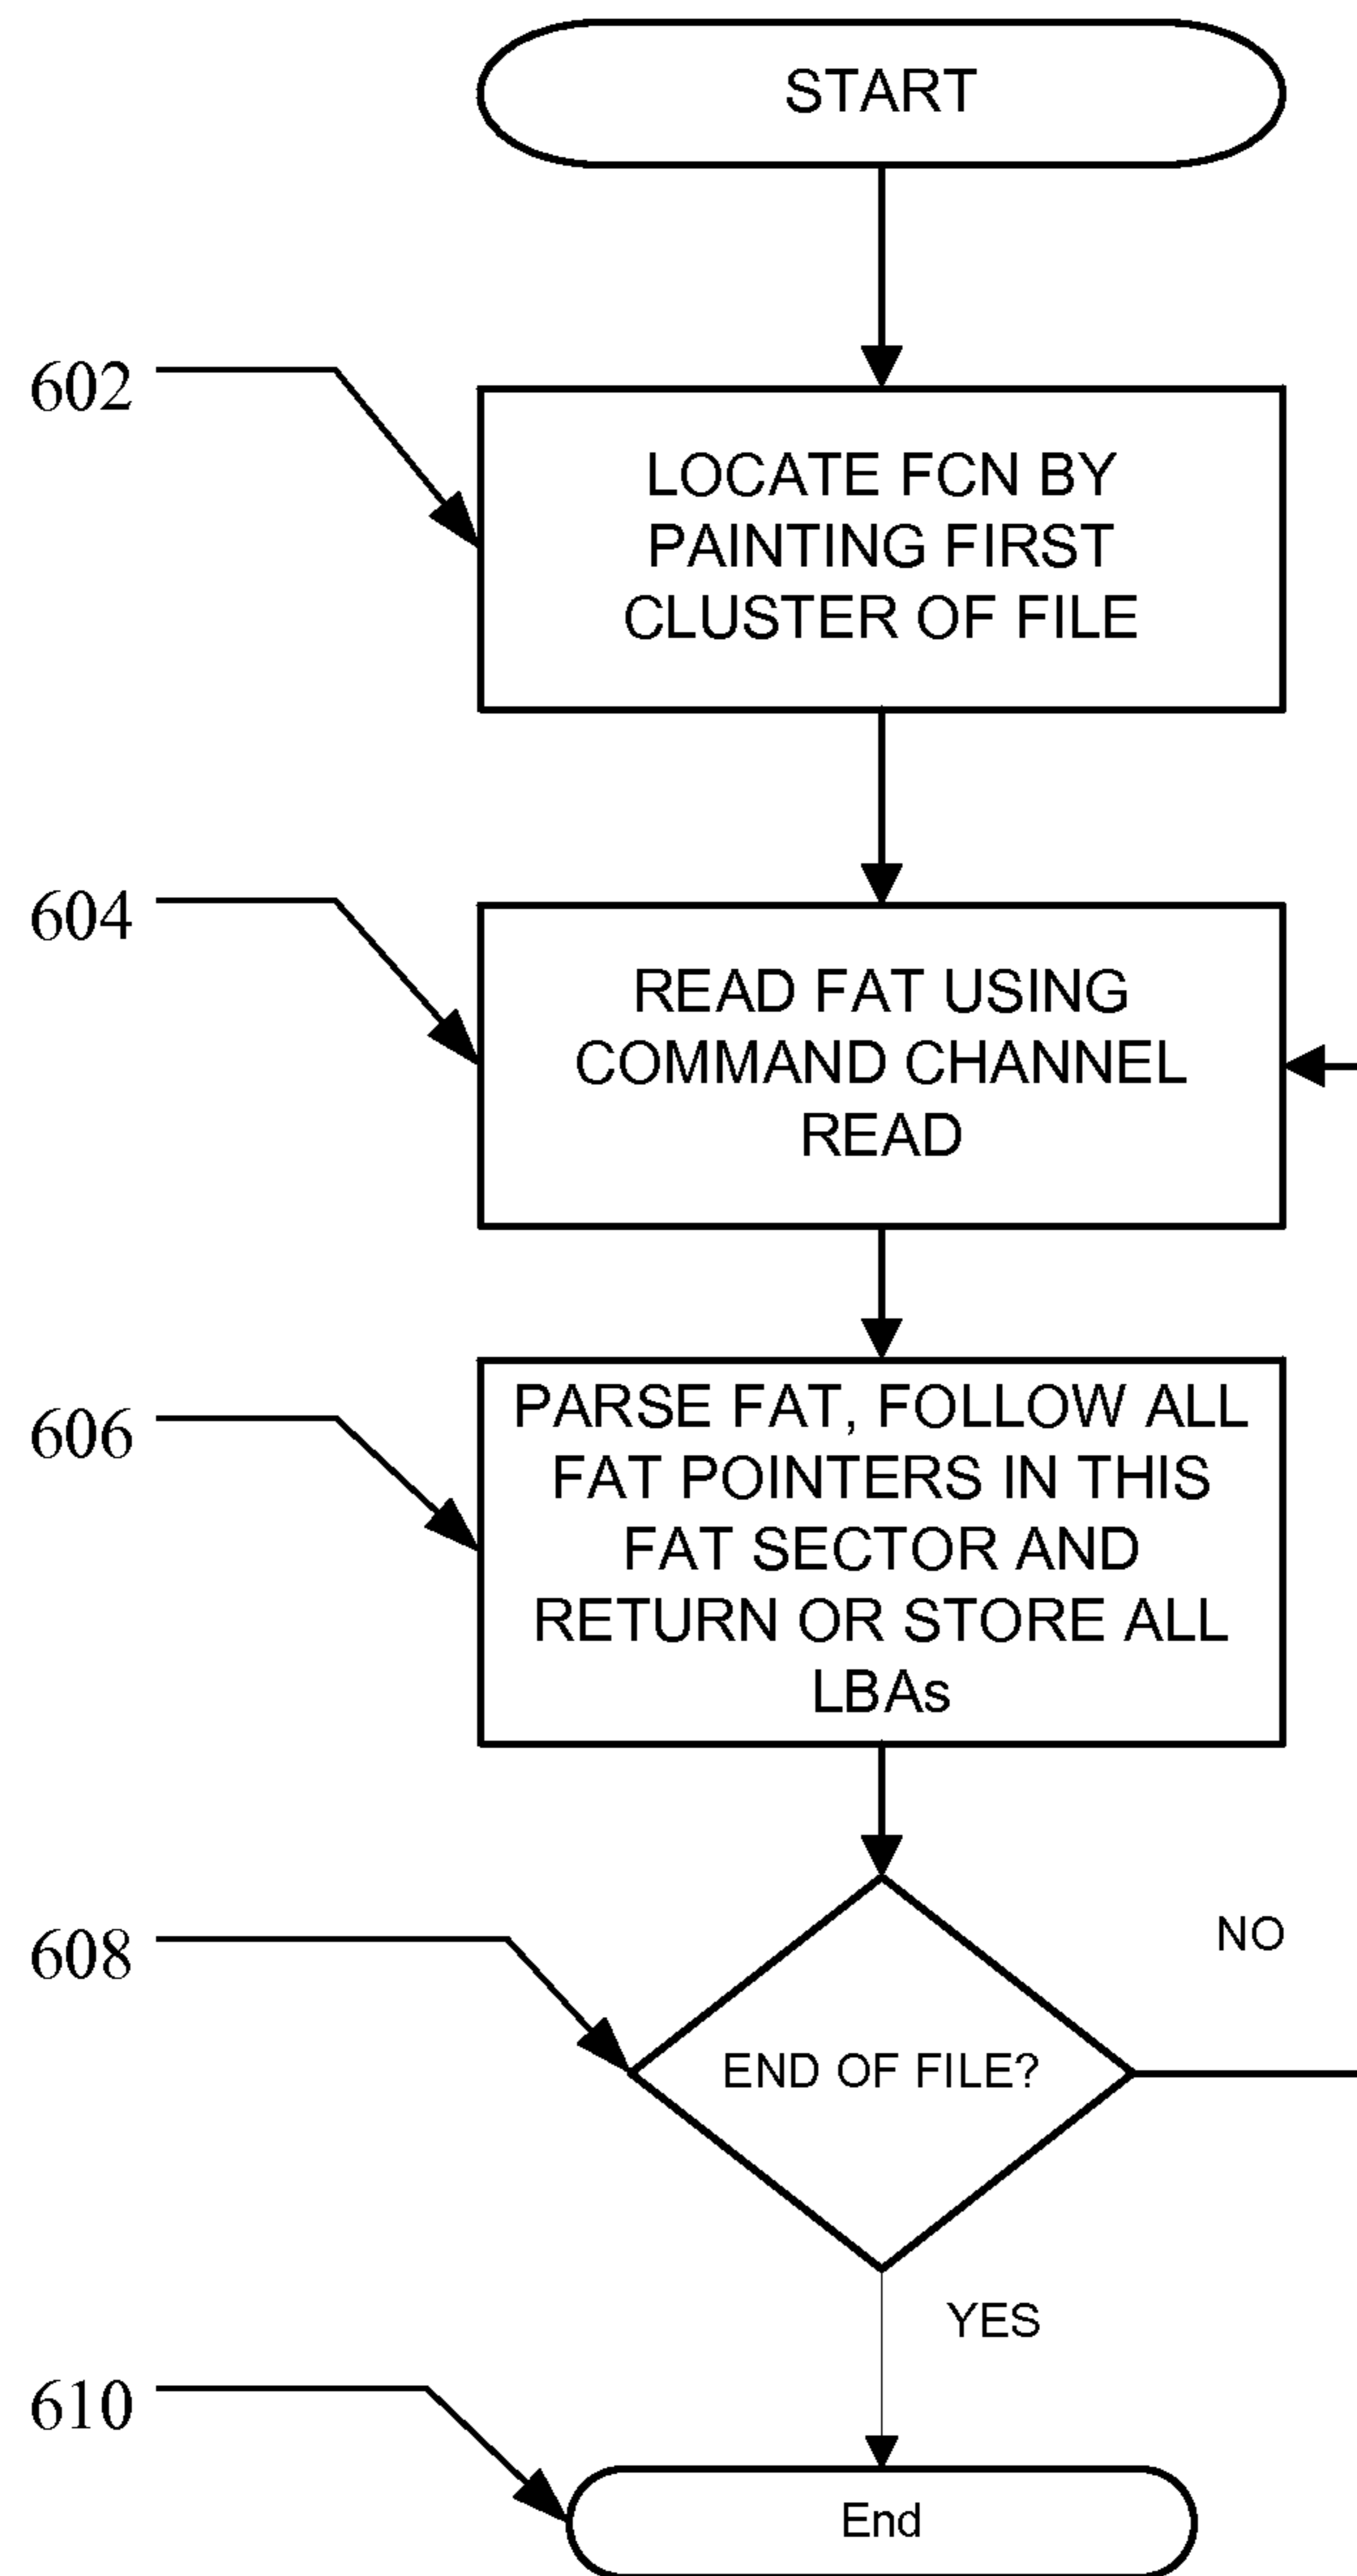 START
602
LOCATE FCN BY
PAINTING FIRST
CLUSTER OF FILE
604
READ FAT USING
COMMAND CHANNEL
READ
606
PARSE FAT, FOLLOW ALL
FAT POINTERS IN THIS
FAT SECTOR AND
RETURN OR STORE ALL
LBAs
608
NO
END OF FILE?
YES
610
End